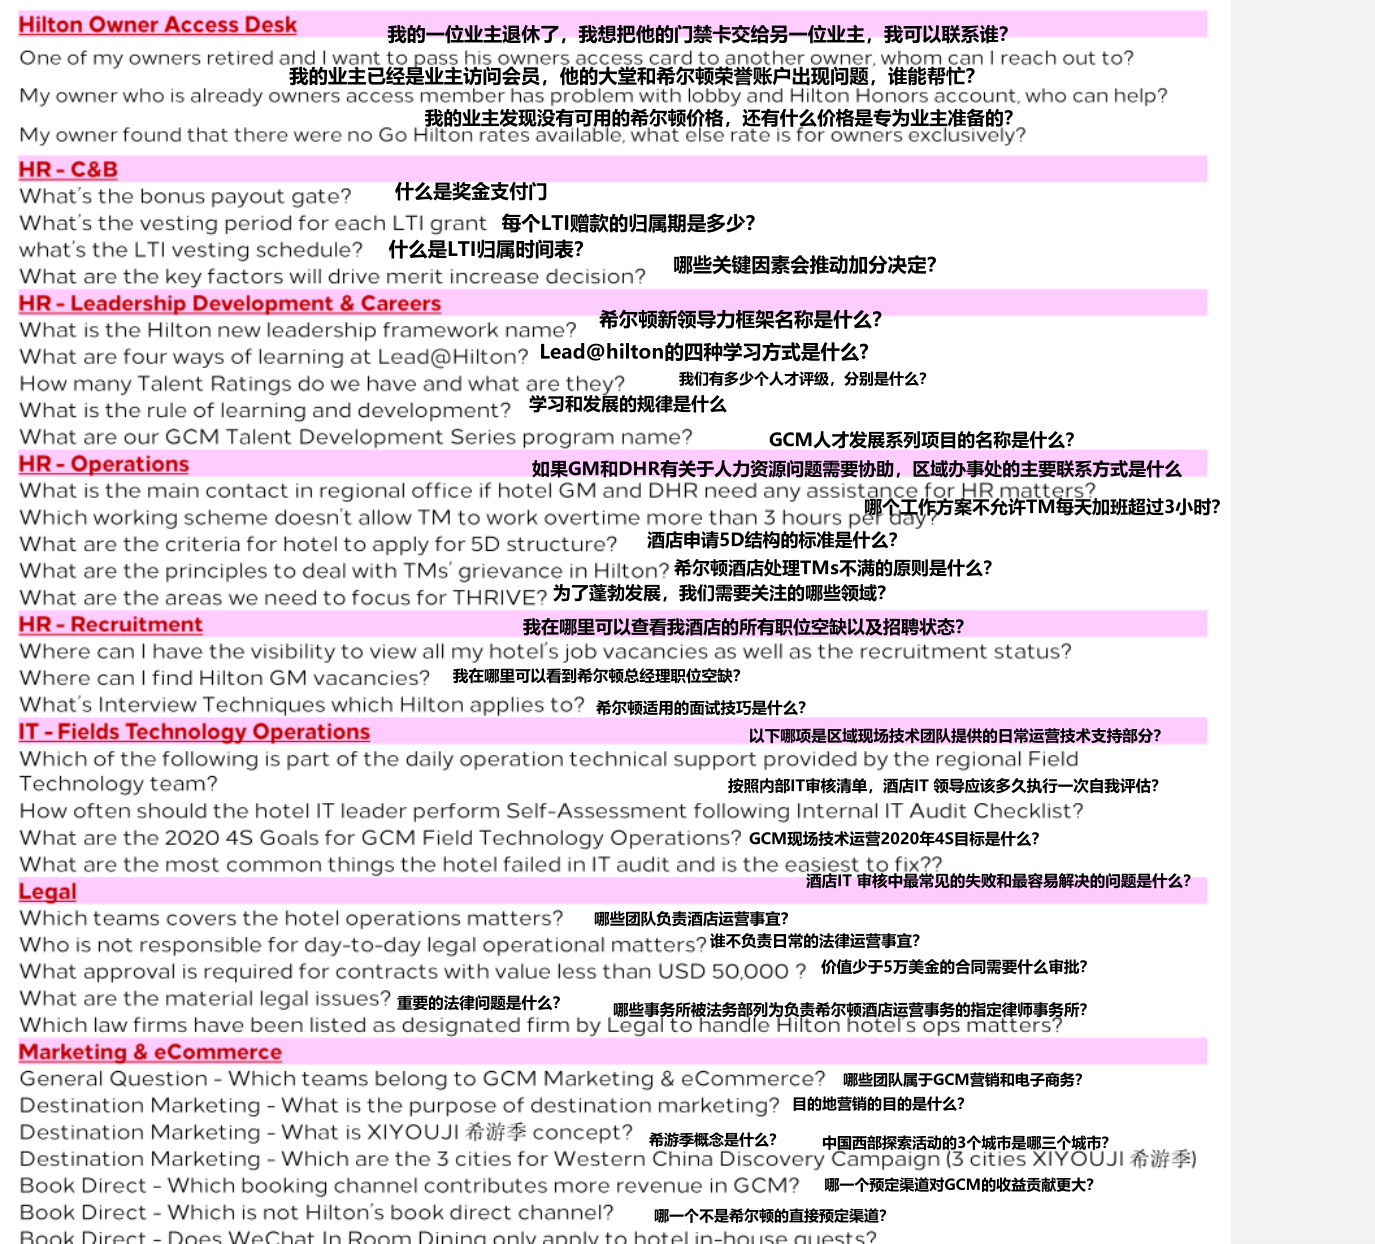 Hilton Owner Access Desk
我的一位业主退休了，我想把他的门禁卡交给另一位业主，我可以联系谁？
One of my owners retired and I want to pass his owners access card to another owner, whom can I reach out to?
我的业主已经是业主访问会员，他的大堂和希尔顿荣誉账户出现问题，谁能帮忙？
My owner who is already owners access member has problem with lobby and Hilton Honors account, who can help?
我的业主发现没有可用的希尔顿价格，还有什么价格是专为业主准备的？
My owner found that there were no Go Hilton rates available, what else rate is for owners exclusively?
HR - C&B
What's the bonus payout gate? 什么是奖金支付门
What's the vesting period for each LTI grant 每个LTI赠款的归属期是多少？
what's the LTI vesting schedule? 什么是LTI归属时间表？
What are the key factors will drive merit increase decision? 哪些关键因素会推动加分决定？
HR - Leadership Development & Careers
What is the Hilton new leadership framework name? 希尔顿新领导力框架名称是什么？
What are four ways of learning at Lead@Hilton? Lead@hilton的四种学习方式是什么？
How many Talent Ratings do we have and what are they? 我们有多少个人才评级，分别是什么？
What is the rule of learning and development? 学习和发展的规律是什么
What are our GCM Talent Development Series program name? GCM人才发展系列项目的名称是什么？
HR - Operations
如果GM和DHR有关于人力资源问题需要协助，区域办事处的主要联系方式是什么
What is the main contact in regional office if hotel GM and DHR need any assistance for HR matters?
Which working scheme doesn't allow TM to work overtime more than 3 hours per day? 哪个工作方案不允许TM每天加班超过3小时？
What are the criteria for hotel to apply for 5D structure? 酒店申请5D结构的标准是什么？
What are the principles to deal with TMs' grievance in Hilton? 希尔顿酒店处理TMs不满的原则是什么？
What are the areas we need to focus for THRIVE? 为了蓬勃发展，我们需要关注的哪些领域？
HR - Recruitment
我在哪里可以查看我酒店的所有职位空缺以及招聘状态？
Where can I have the visibility to view all my hotel's job vacancies as well as the recruitment status?
Where can I find Hilton GM vacancies? 我在哪里可以看到希尔顿总经理职位空缺？
What's Interview Techniques which Hilton applies to? 希尔顿适用的面试技巧是什么？
IT - Fields Technology Operations
以下哪项是区域现场技术团队提供的日常运营技术支持部分？
Which of the following is part of the daily operation technical support provided by the regional Field
Technology team?
按照内部IT审核清单，酒店IT 领导应该多久执行一次自我评估？
How often should the hotel IT leader perform Self-Assessment following Internal IT Audit Checklist?
What are the 2020 4S Goals for GCM Field Technology Operations? GCM现场技术运营2020年4S目标是什么？
What are the most common things the hotel failed in IT audit and is the easiest to fix??
酒店IT 审核中最常见的失败和最容易解决的问题是什么？
Legal
Which teams covers the hotel operations matters? 哪些团队负责酒店运营事宜？
Who is not responsible for day-to-day legal operational matters? 谁不负责日常的法律运营事宜？
What approval is required for contracts with value less than USD 50,000 ? 价值少于5万美金的合同需要什么审批？
What are the material legal issues? 重要的法律问题是什么？
哪些事务所被法务部列为负责希尔顿酒店运营事务的指定律师事务所？
Which law firms have been listed as designated firm by Legal to handle Hilton hotel's ops matters?
Marketing & eCommerce
General Question - Which teams belong to GCM Marketing & eCommerce? 哪些团队属于GCM营销和电子商务？
Destination Marketing - What is the purpose of destination marketing? 目的地营销的目的是什么？
Destination Marketing - What is XIYOUJI 希游季 concept? 希游季概念是什么？
中国西部探索活动的3个城市是哪三个城市？
Destination Marketing - Which are the 3 cities for Western China Discovery Campaign (3 cities XIYOUJI 希游季)
Book Direct - Which booking channel contributes more revenue in GCM? 哪一个预定渠道对GCM的收益贡献更大？
Book Direct - Which is not Hilton's book direct channel? 哪一个不是希尔顿的直接预定渠道？
Book Direct - Does WeChat In Room Dining only apply to hotel in-house guests?